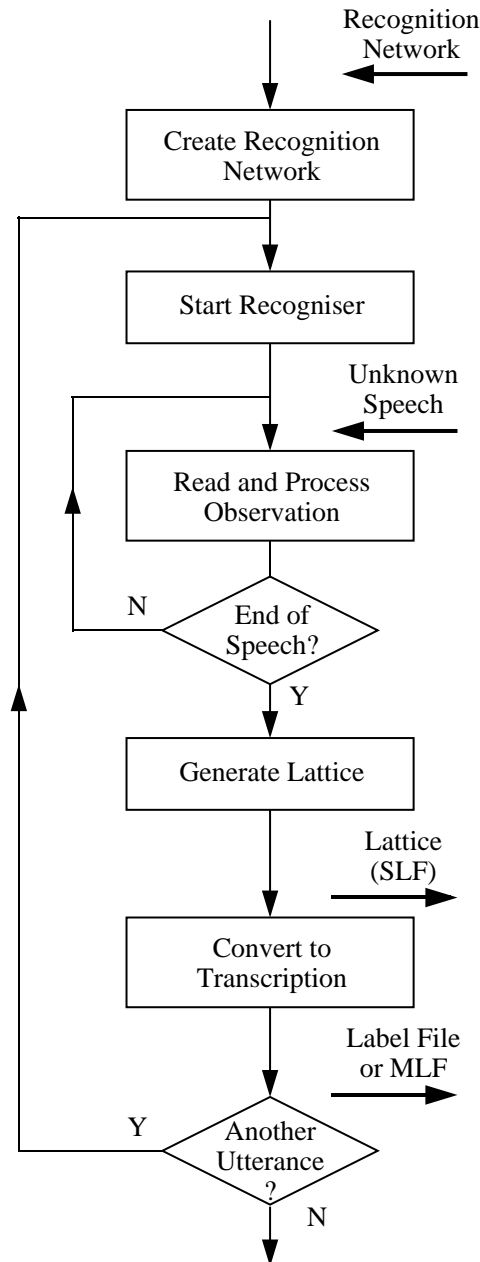 Recognition
Network
Create Recognition
Network
Start Recogniser
Unknown
Speech
Read and Process
Observation
N
End of
Speech?
Y
Generate Lattice
Lattice
(SLF)
Convert to
Transcription
Label File
or MLF
Y
Another
Utterance
?
N